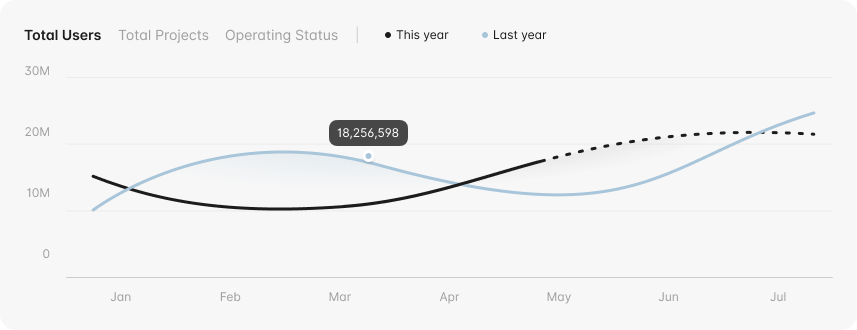 Total Users Total Projects Operating Status This year Last year
30M
18,256,598
20M
10M
0
Jan Feb Mar Apr May Jun Jul